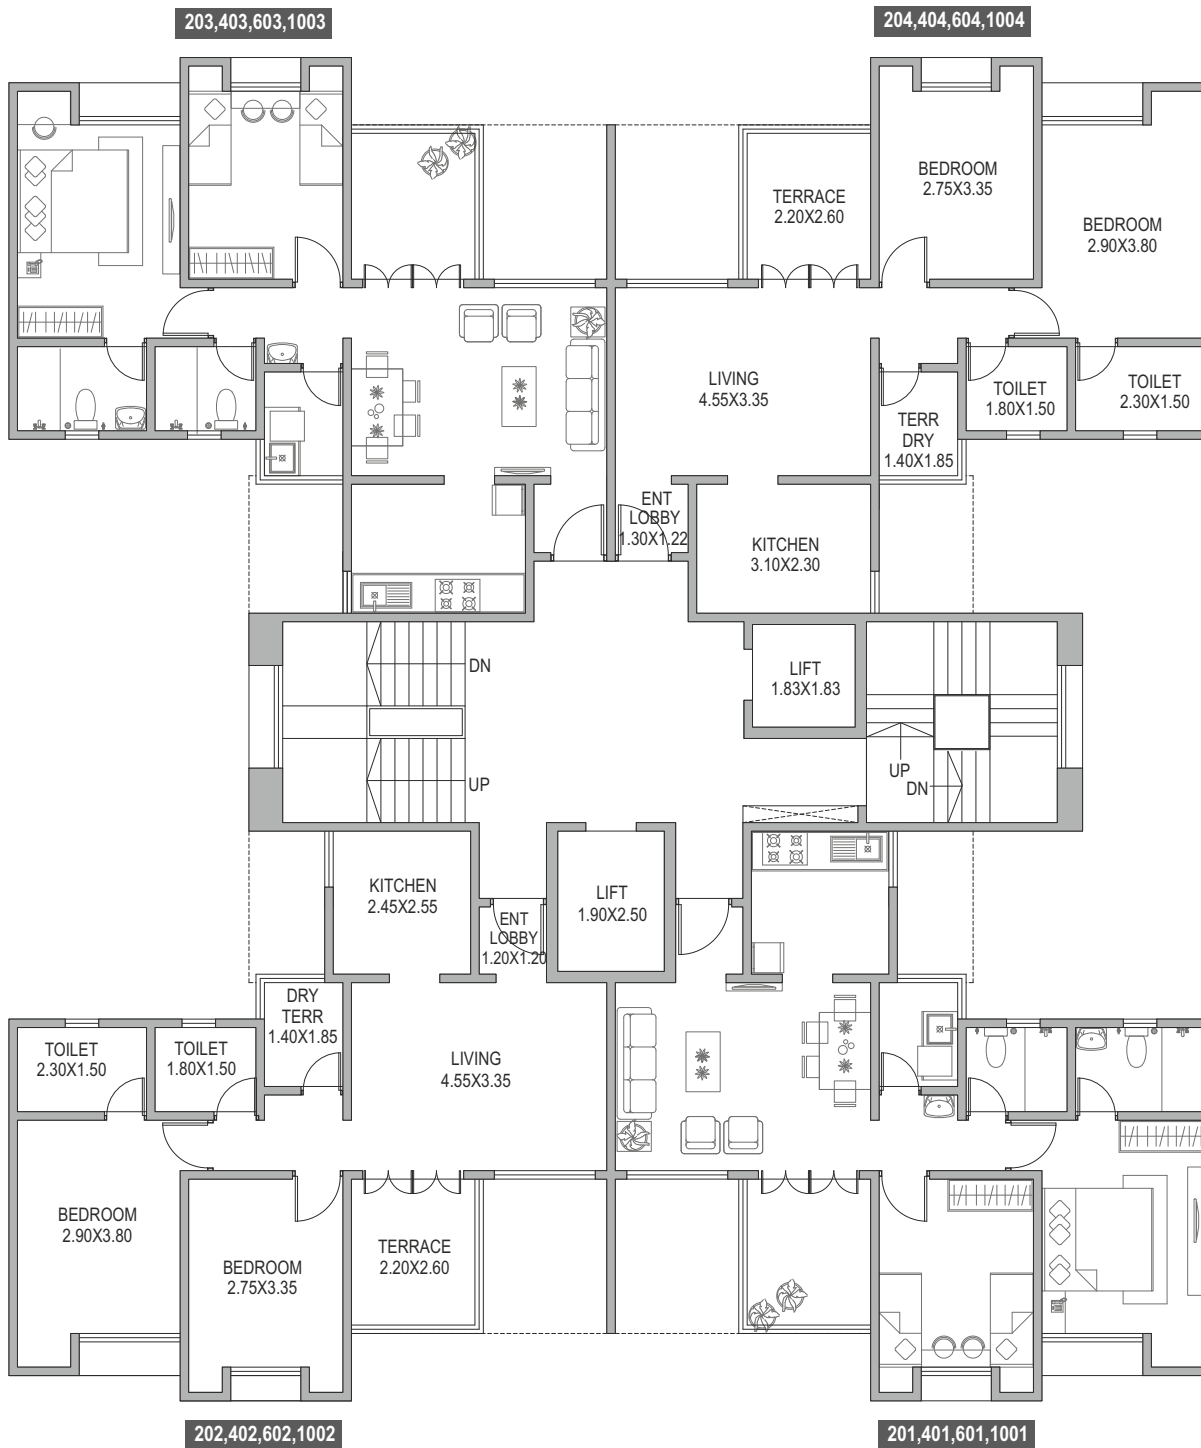 203,403,603,1003
204,404,604,1004
BEDROOM
2.75X3.35
TERRACE
2.20X2.60
BEDROOM
2.90X3.80
LIVING
4.55X3.35
TOILET
1.80X1.50
TOILET
2.30X1.50
TERR
DRY
1.40X1.85
ENT
LOBBY
1.30X1.22
KITCHEN
3.10X2.30
DN
LIFT
1.83X1.83
UP
UP
DN
KITCHEN
2.45X2.55
LIFT
1.90X2.50
ENT
LOBBY
1.20X1.20
DRY
TERR
1.40X1.85
TOILET
2.30X1.50
TOILET
1.80X1.50
LIVING
4.55X3.35
BEDROOM
2.90X3.80
BEDROOM
2.75X3.35
TERRACE
2.20X2.60
202,402,602,1002
201,401,601,1001